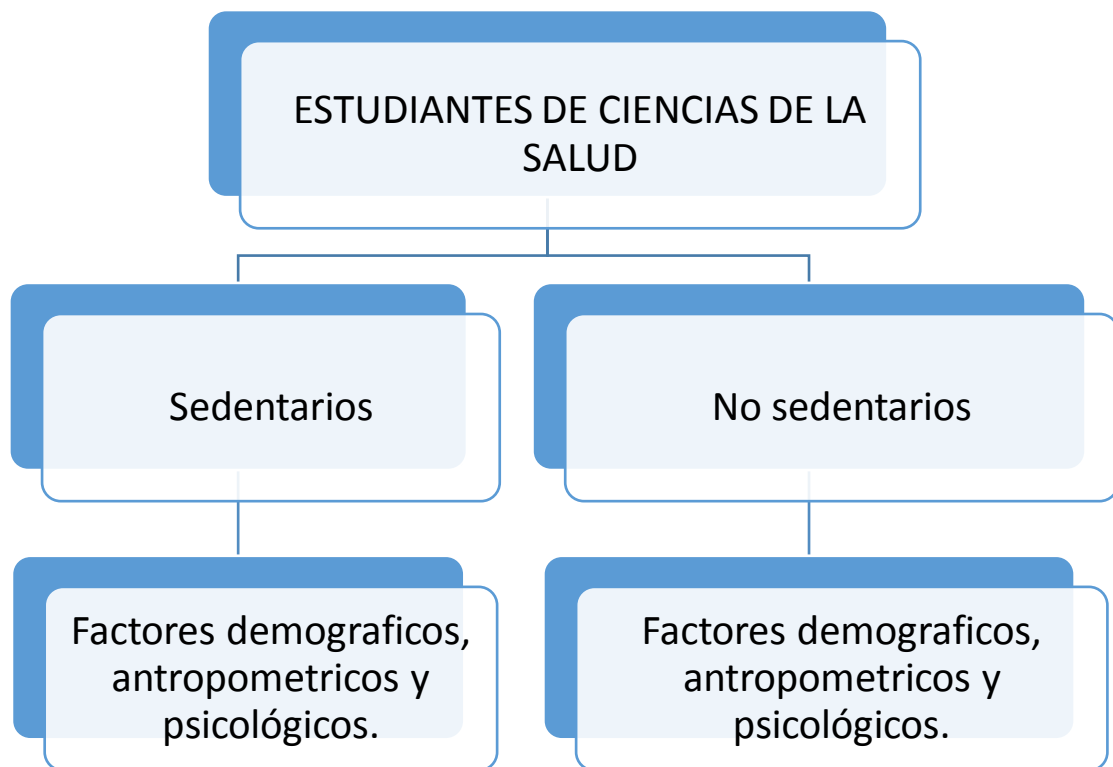 ESTUDIANTES DE CIENCIAS DE LA
SALUD
Sedentarios
No sedentarios
Factores demograficos,
antropometricos y
psicológicos.
Factores demograficos,
antropometricos y
psicológicos.